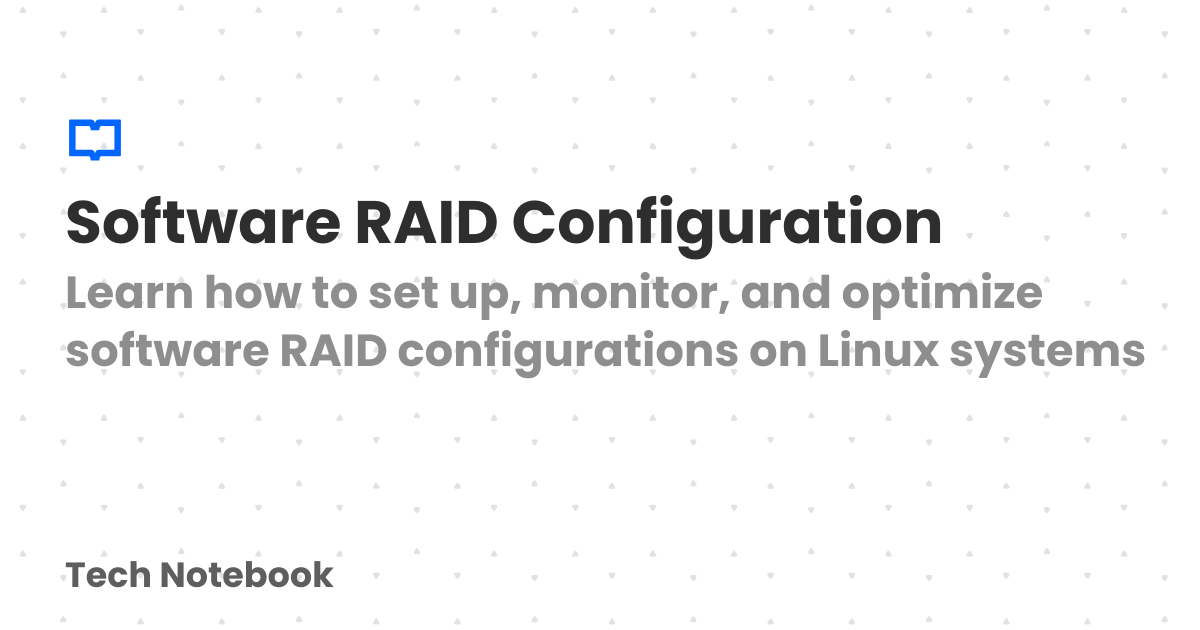 Software RAID Configuration
Learn how to set up, monitor, and optimize
software RAID configurations on Linux systems
Tech Notebook